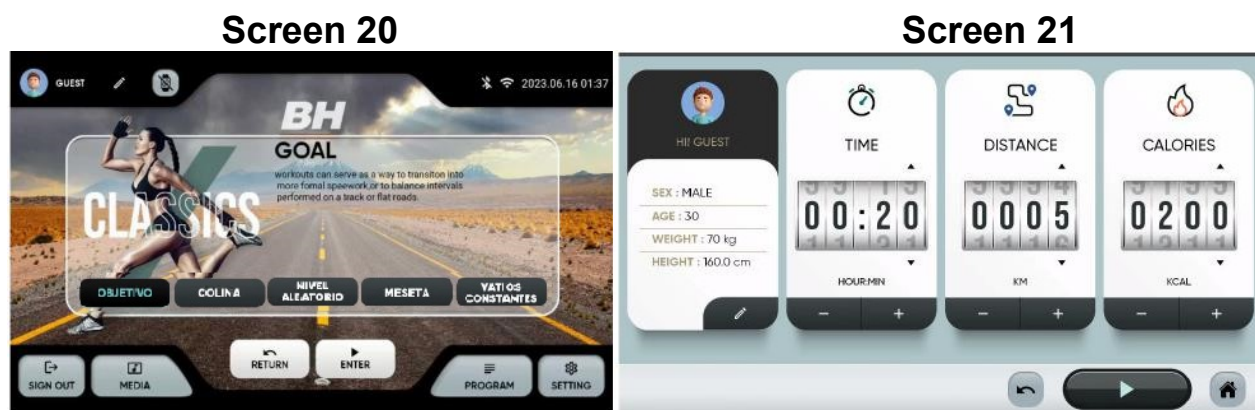 Screen 20
GUEST
2023.06.16 01:37
BH
GOAL
workouts can serve as a way to transiton into
more fomal speework,or to balance intervals
performed on a track or flat roads.
CLASSICS
OBJETIVO
COLINA
NIVEL
ALEATORIO
MESETA
VATIOS
CONSTANTES
RETURN
ENTER
SIGN OUT
MEDIA
PROGRAM
SETTING
Screen 21
HI! GUEST
SEX : MALE
AGE : 30
WEIGHT : 70 kg
HEIGHT : 160.0 cm
TIME
00:20
HOUR:MIN
- +
DISTANCE
0005
KM
- +
CALORIES
0200
KCAL
- +